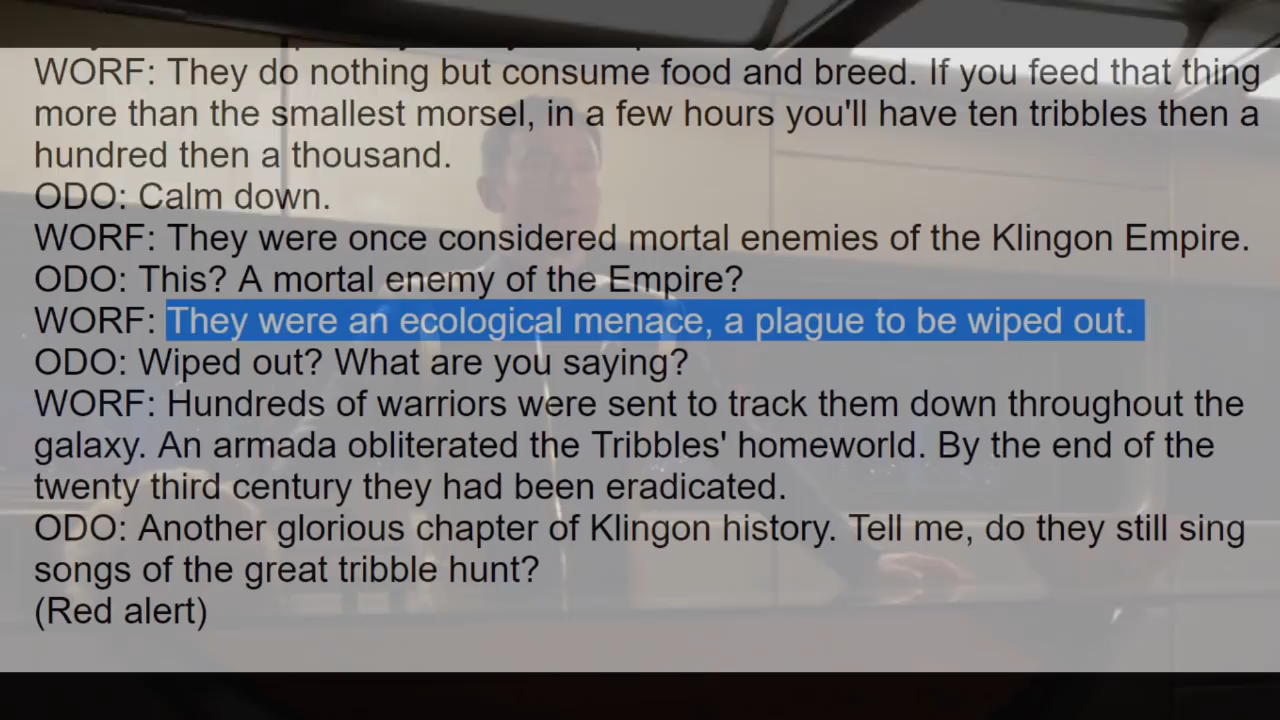 WORF: They do nothing but consume food and breed. If you feed that thing
more than the smallest morsel, in a few hours you'll have ten tribbles then a
hundred then a thousand.
ODO: Calm down.
WORF: They were once considered mortal enemies of the Klingon Empire.
ODO: This? A mortal enemy of the Empire?
WORF: They were an ecological menace, a plague to be wiped out.
ODO: Wiped out? What are you saying?
WORF: Hundreds of warriors were sent to track them down throughout the
galaxy. An armada obliterated the Tribbles' homeworld. By the end of the
twenty third century they had been eradicated.
ODO: Another glorious chapter of Klingon history. Tell me, do they still sing
songs of the great tribble hunt?
(Red alert)